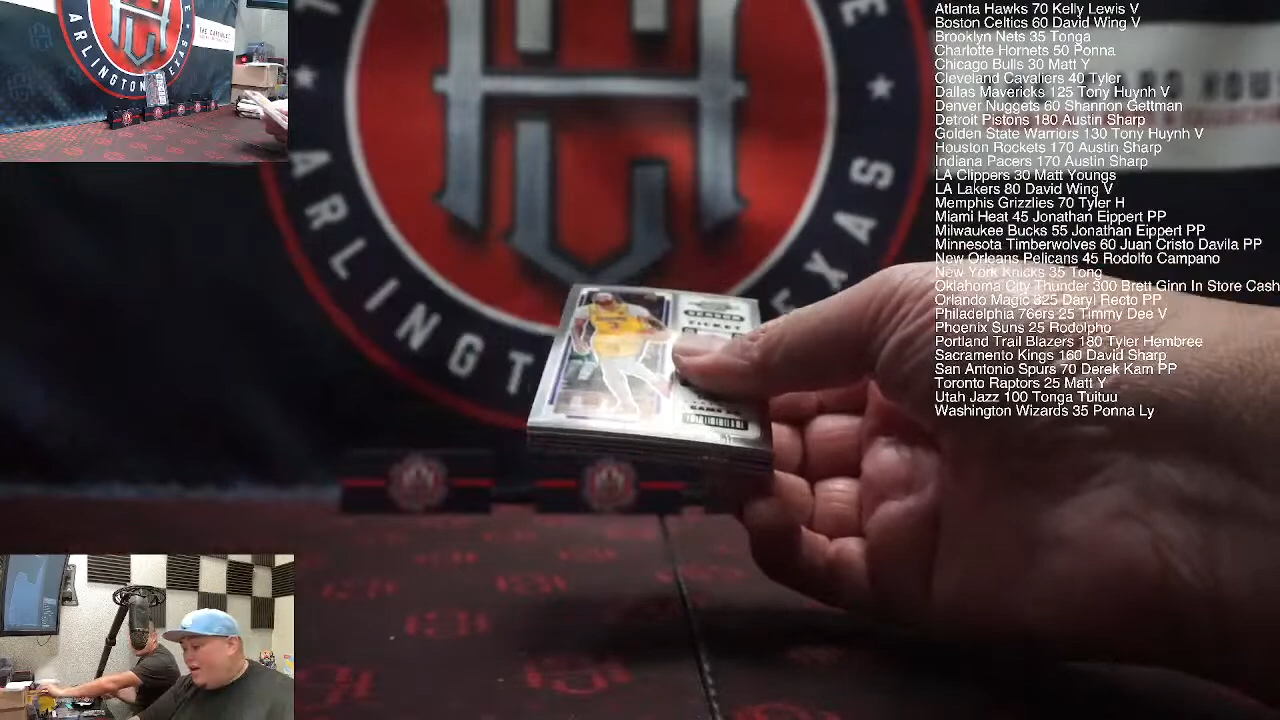 Atlanta Hawks 70 Kelly Lewis V
Boston Celtics 60 David Wing V
Brooklyn Nets 35 Tonga
Charlotte Hornets 50 Ponna
Chicago Bulls 30 Matt Y
Cleveland Cavaliers 40 Tyler
Dallas Mavericks 125 Tony Huynh V
Denver Nuggets 60 Shannon Gettman
Detroit Pistons 180 Austin Sharp
Golden State Warriors 130 Tony Huynh V
Houston Rockets 170 Austin Sharp
Indiana Pacers 170 Austin Sharp
LA Clippers 30 Matt Youngs
LA Lakers 80 David Wing V
Memphis Grizzlies 70 Tyler H
Miami Heat 45 Jonathan Eippert PP
Milwaukee Bucks 55 Jonathan Eippert PP
Minnesota Timberwolves 60 Juan Cristo Davila PP
New Orleans Pelicans 45 Rodolfo Campano
New York Knicks 35 Tong
Oklahoma City Thunder 300 Brett Ginn In Store Cash
Orlando Magic 825 Daryl Recto PP
Philadelphia 76ers 25 Timmy Dee V
Phoenix Suns 25 Rodolpho
Portland Trail Blazers 180 Tyler Hembree
Sacramento Kings 160 David Sharp
San Antonio Spurs 70 Derek Kam PP
Toronto Raptors 25 Matt Y
Utah Jazz 100 Tonga Tuituu
Washington Wizards 35 Ponna Ly
ARLINGTON TEXAS
ARLINGT
EXAS
TICKET